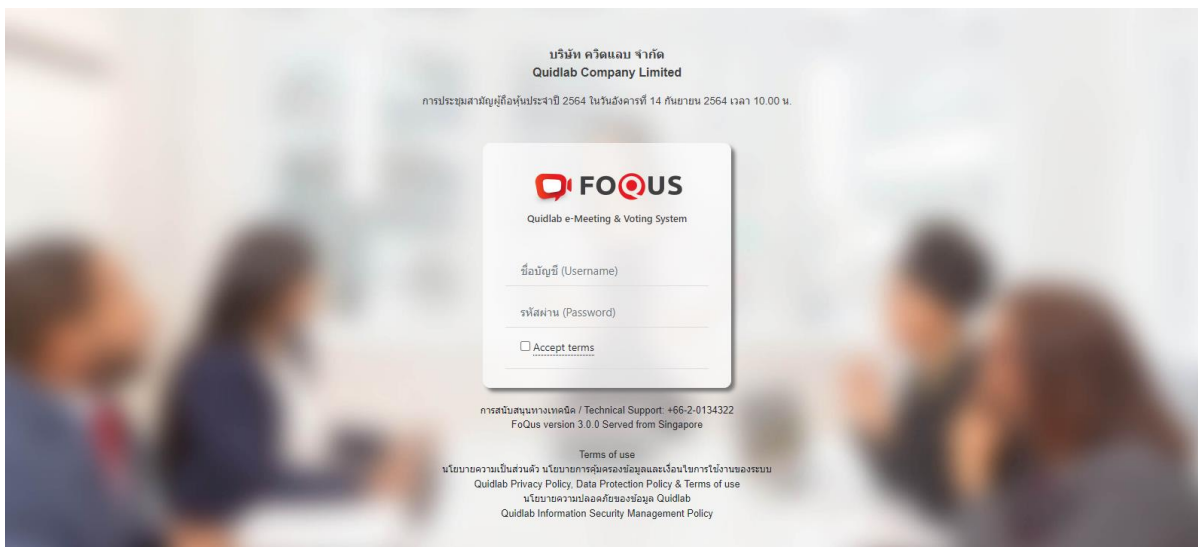 บริษัท ควิดแลบ จำกัด
Quidlab Company Limited
การประชุมสามัญผู้ถือหุ้นประจำปี 2564 ในวันอังคารที่ 14 กันยายน 2564 เวลา 10.00 น.
FOQUS
Quidlab e-Meeting & Voting System
ชื่อบัญชี (Username)
รหัสผ่าน (Password)
Accept terms
การสนับสนุนทางเทคนิค / Technical Support: +66-2-0134322
FoQus version 3.0.0 Served from Singapore
Terms of use
นโยบายความเป็นส่วนตัว นโยบายการคุ้มครองข้อมูลและเงื่อนไขการใช้งานของระบบ
Quidlab Privacy Policy, Data Protection Policy & Terms of use
นโยบายความปลอดภัยของข้อมูล Quidlab
Quidlab Information Security Management Policy